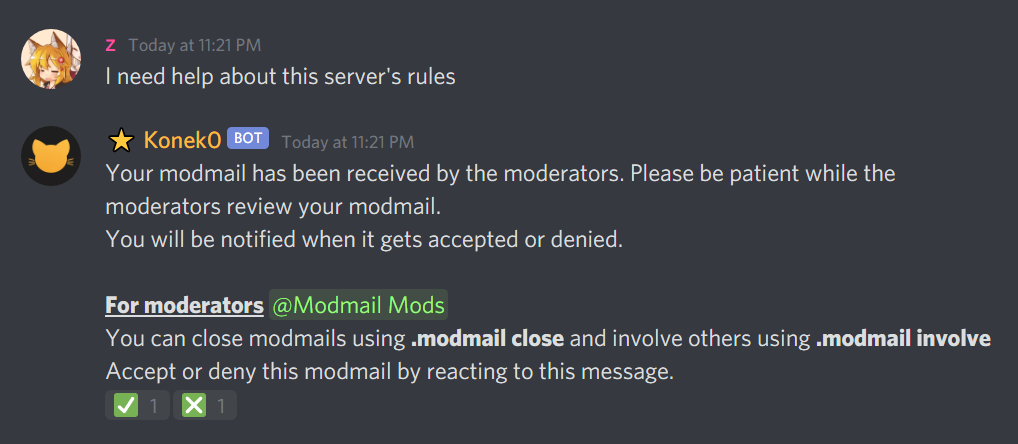 z Today at 11:21 PM
I need help about this server's rules
Konek0 BOT Today at 11:21 PM
Your modmail has been received by the moderators. Please be patient while the
moderators review your modmail.
You will be notified when it gets accepted or denied.
For moderators @Modmail Mods
You can close modmails using .modmail close and involve others using .modmail involve
Accept or deny this modmail by reacting to this message.
1 1